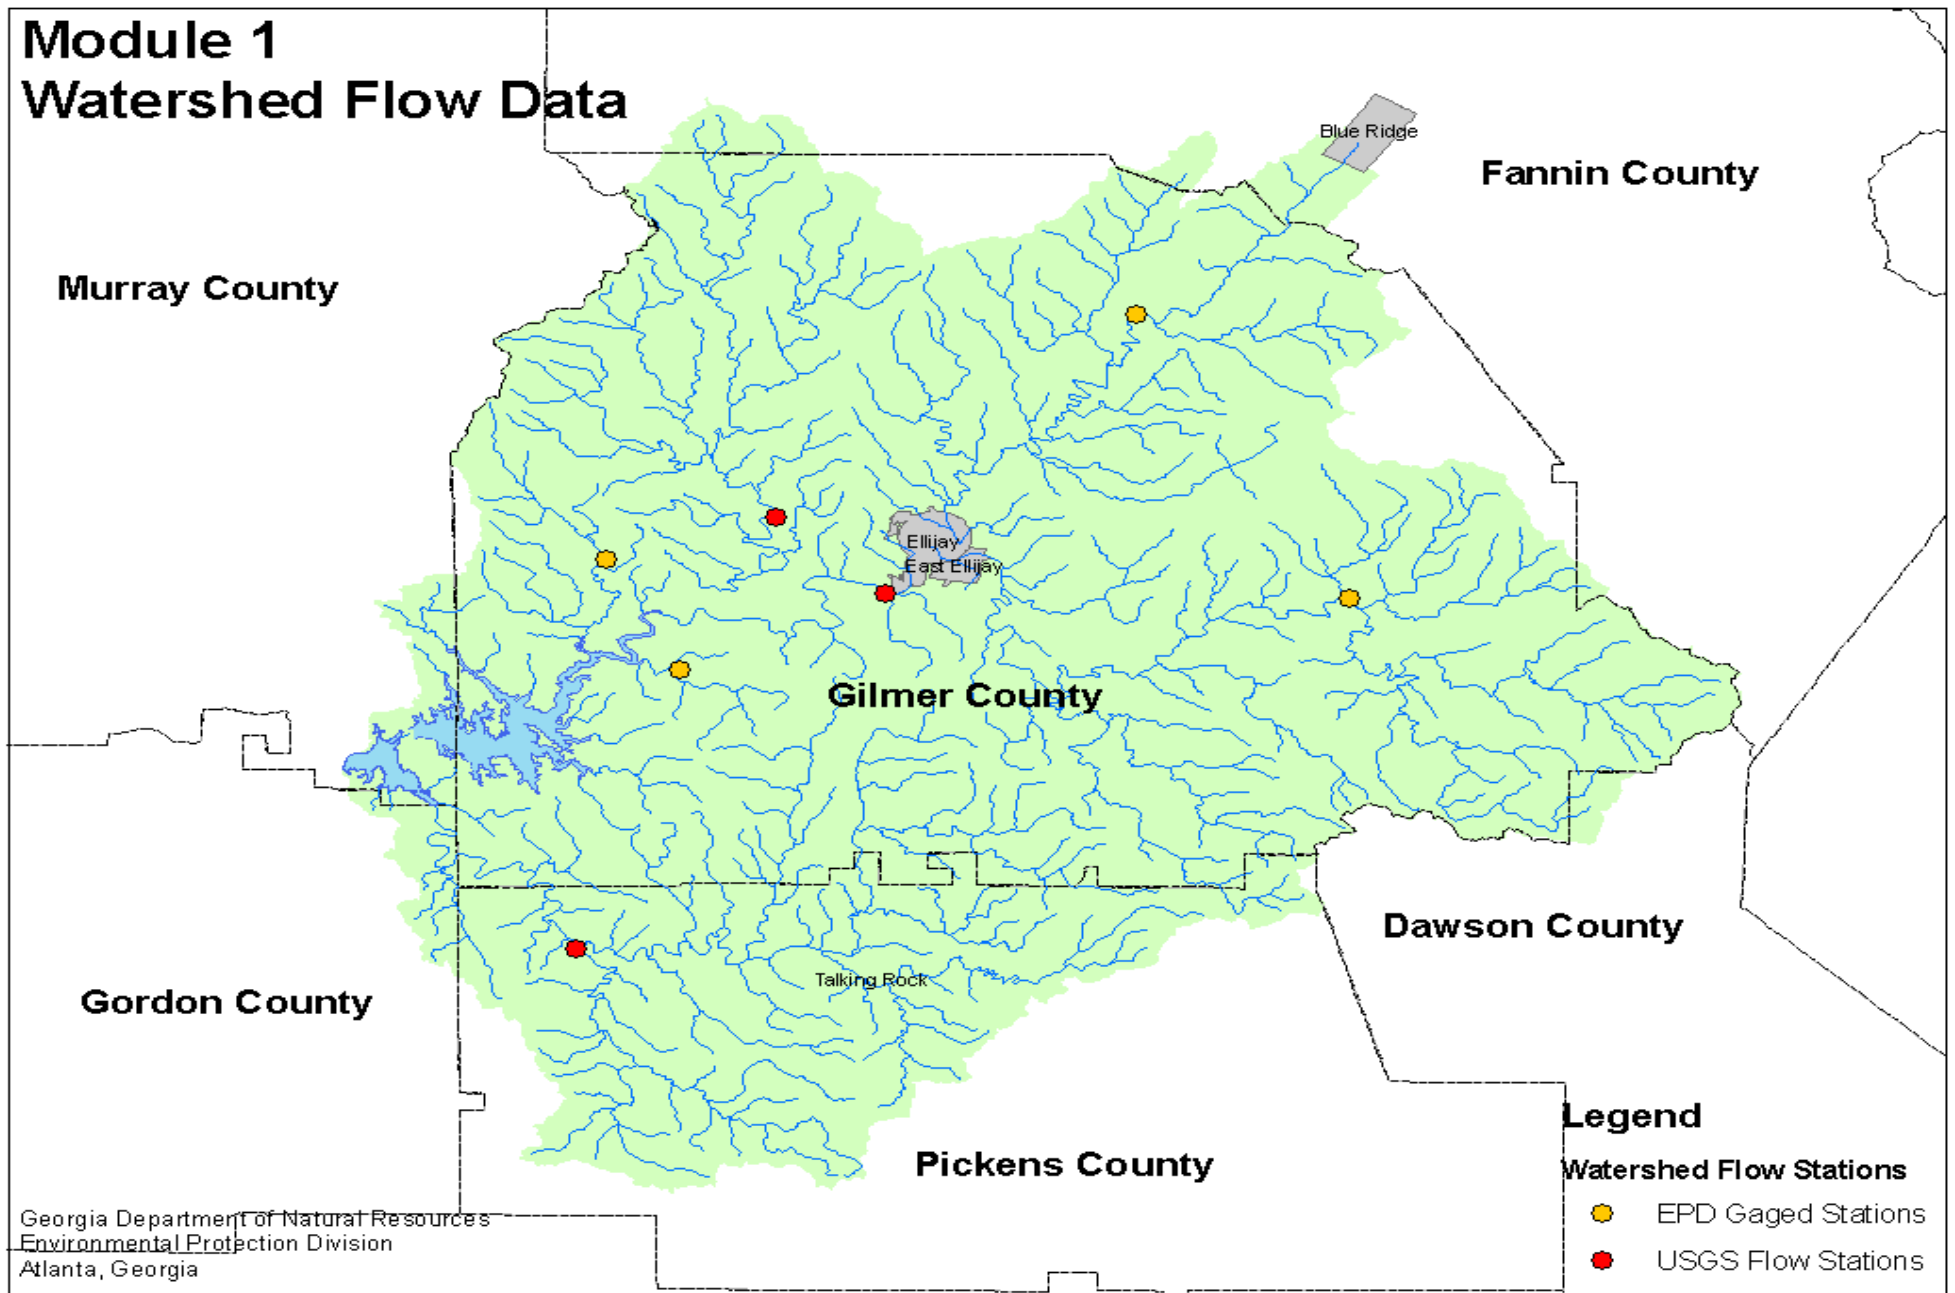 Module 1
Watershed Flow Data
Blue Ridge
Fannin County
Murray County
Ellijay
East Ellijay
Gilmer County
Dawson County
Talking Rock
Gordon County
Legend
Pickens County
Watershed Flow Stations
EPD Gaged Stations
USGS Flow Stations
Georgia Department of Natural Resources
Environmental Protection Division
Atlanta, Georgia